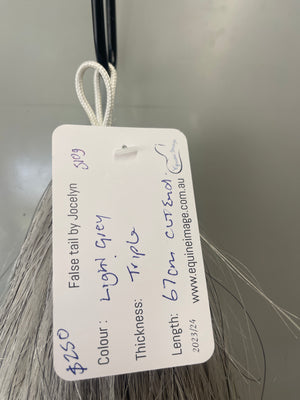 False tail by Jocelyn
$250
Colour: Light Grey
Thickness: Triple
Length: 67cm cut end.
www.equineimage.com.au
2023/24